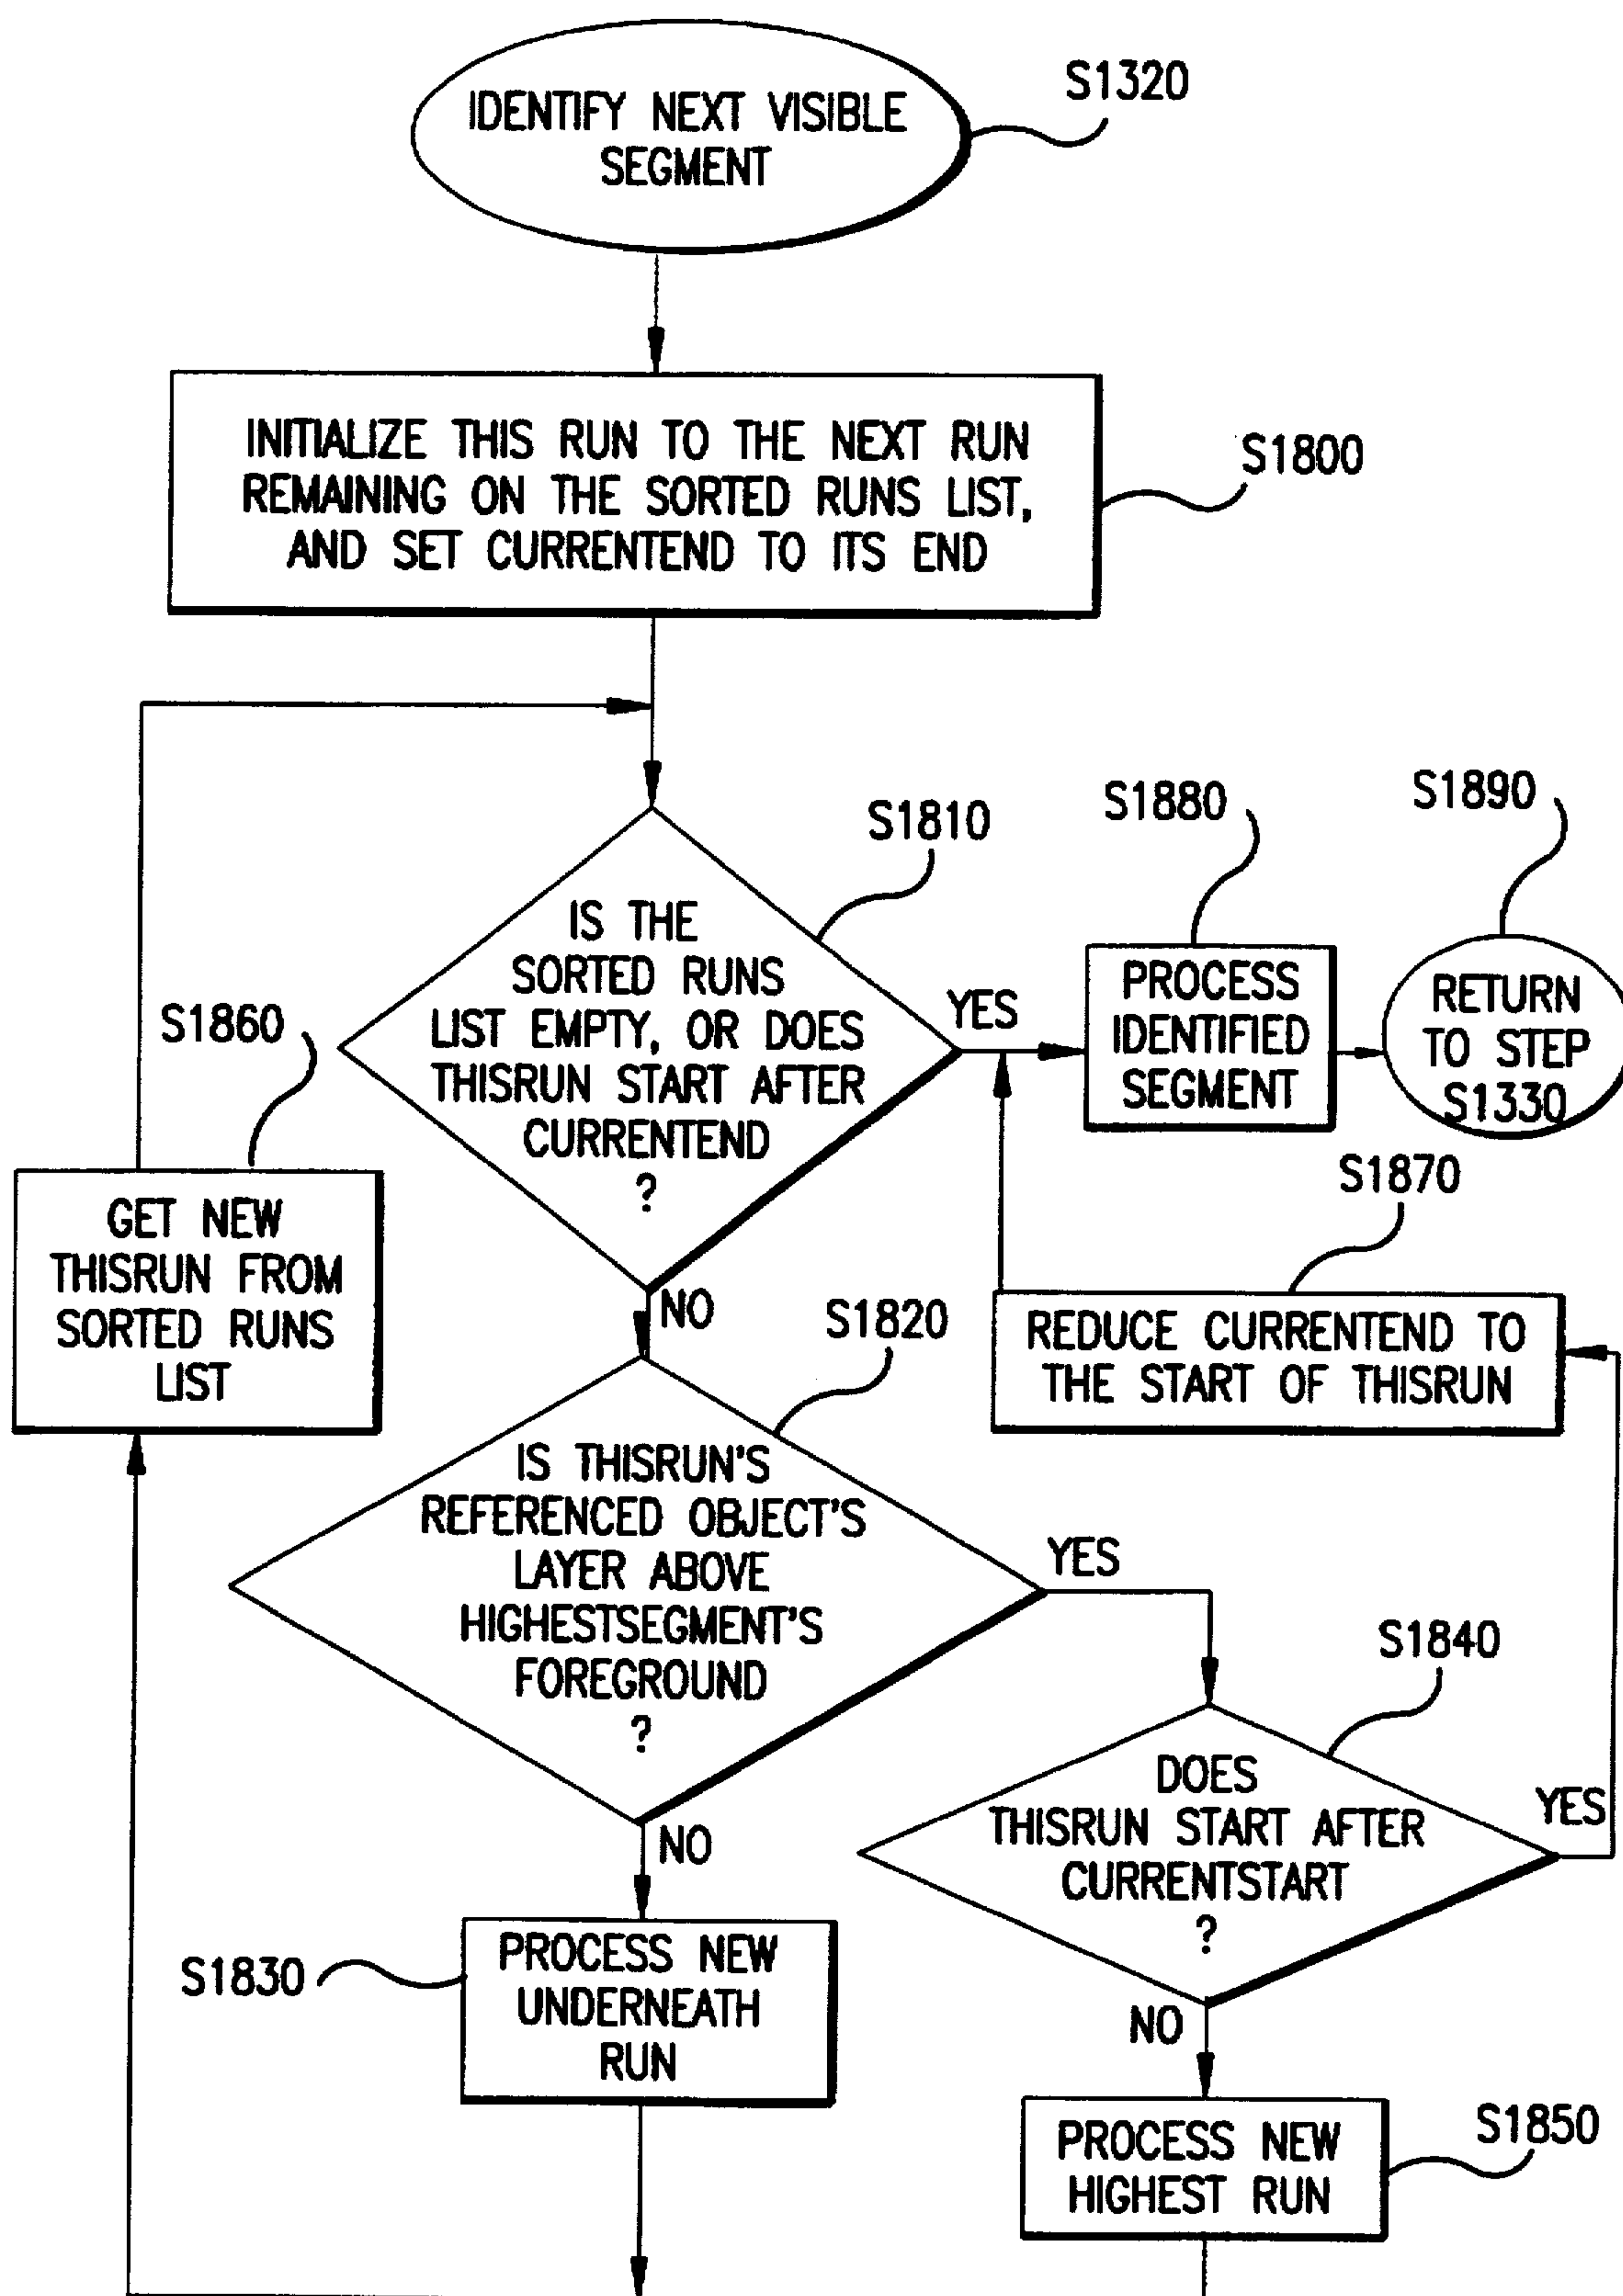 IDENTIFY NEXT VISIBLE
SEGMENT
S1320
INITIALIZE THIS RUN TO THE NEXT RUN
REMAINING ON THE SORTED RUNS LIST,
AND SET CURRENTEND TO ITS END
S1800
S1810
IS THE
SORTED RUNS
LIST EMPTY, OR DOES
THISRUN START AFTER
CURRENTEND
?
YES
S1880
PROCESS
IDENTIFIED
SEGMENT
S1890
RETURN
TO STEP
S1330
S1860
GET NEW
THISRUN FROM
SORTED RUNS
LIST
S1870
REDUCE CURRENTEND TO
THE START OF THISRUN
NO
S1820
IS THISRUN'S
REFERENCED OBJECT'S
LAYER ABOVE
HIGHESTSEGMENT'S
FOREGROUND
?
YES
S1840
DOES
THISRUN START AFTER
CURRENTSTART
?
YES
NO
S1830
PROCESS NEW
UNDERNEATH
RUN
NO
PROCESS NEW
HIGHEST RUN
S1850